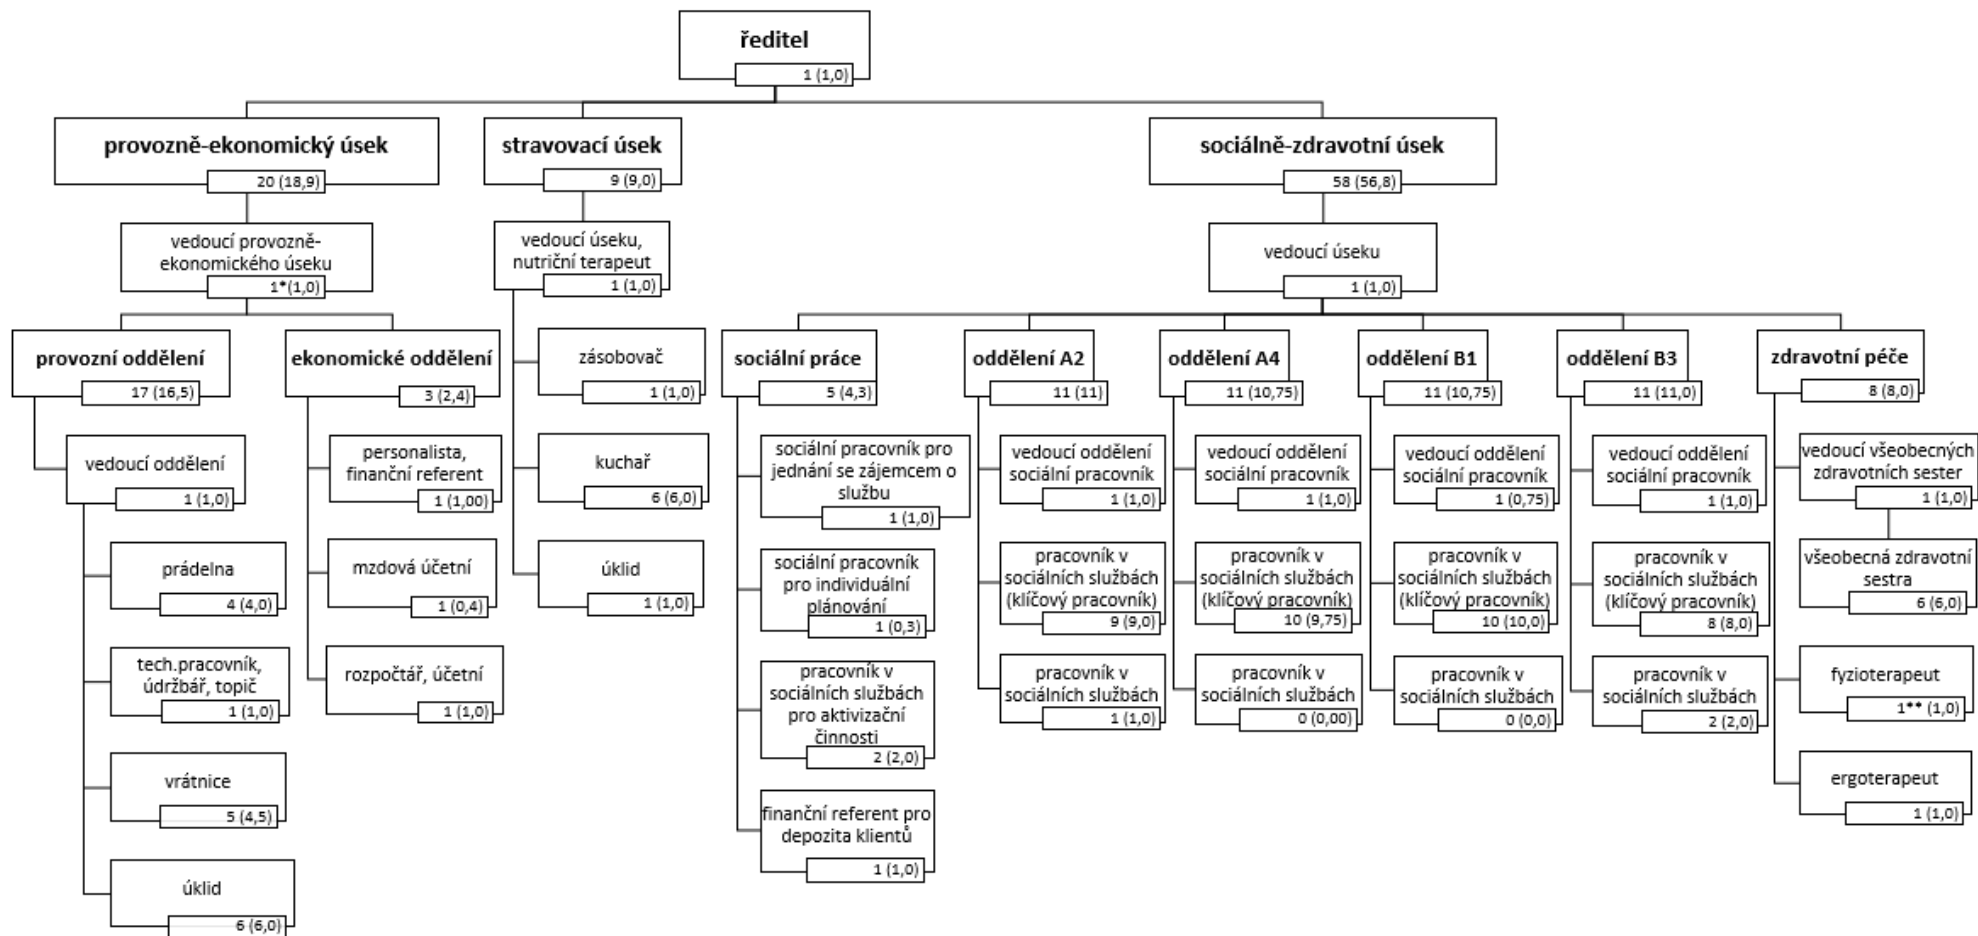 ředitel
1 (1,0)
provozně-ekonomický úsek
20 (18,9)
stravovací úsek
9 (9,0)
sociálně-zdravotní úsek
58 (56,8)
vedoucí provozně-
ekonomického úseku
1*(1,0)
vedoucí úseku,
nutriční terapeut
1 (1,0)
vedoucí úseku
1 (1,0)
provozní oddělení
17 (16,5)
vedoucí oddělení
1 (1,0)
prádelna
4 (4,0)
tech.pracovník,
údržbář, topič
1 (1,0)
vrátnice
5 (4,5)
úklid
6 (6,0)
ekonomické oddělení
3 (2,4)
personalista,
finanční referent
1 (1,00)
mzdová účetní
1 (0,4)
rozpočtář, účetní
1 (1,0)
zásobovač
1 (1,0)
kuchař
6 (6,0)
úklid
1 (1,0)
sociální práce
5 (4,3)
sociální pracovník pro
jednání se zájemcem o
službu
1 (1,0)
sociální pracovník
pro individuální
plánování
1 (0,3)
pracovník v
sociálních službách
pro aktivizační
činnosti
2 (2,0)
finanční referent pro
depozita klientů
1 (1,0)
oddělení A2
11 (11)
vedoucí oddělení
sociální pracovník
1 (1,0)
pracovník v
sociálních službách
(klíčový pracovník)
9 (9,0)
pracovník v
sociálních službách
1 (1,0)
oddělení A4
11 (10,75)
vedoucí oddělení
sociální pracovník
1 (1,0)
pracovník v
sociálních službách
(klíčový pracovník)
10 (9,75)
pracovník v
sociálních službách
0 (0,00)
oddělení B1
11 (10,75)
vedoucí oddělení
sociální pracovník
1 (0,75)
pracovník v
sociálních službách
(klíčový pracovník)
10 (10,0)
pracovník v
sociálních službách
0 (0,0)
oddělení B3
11 (11,0)
vedoucí oddělení
sociální pracovník
1 (1,0)
pracovník v
sociálních službách
(klíčový pracovník)
8 (8,0)
pracovník v
sociálních službách
2 (2,0)
zdravotní péče
8 (8,0)
vedoucí všeobecných
zdravotních sester
1 (1,0)
všeobecná zdravotní
sestra
6 (6,0)
fyzioterapeut
1** (1,0)
ergoterapeut
1 (1,0)